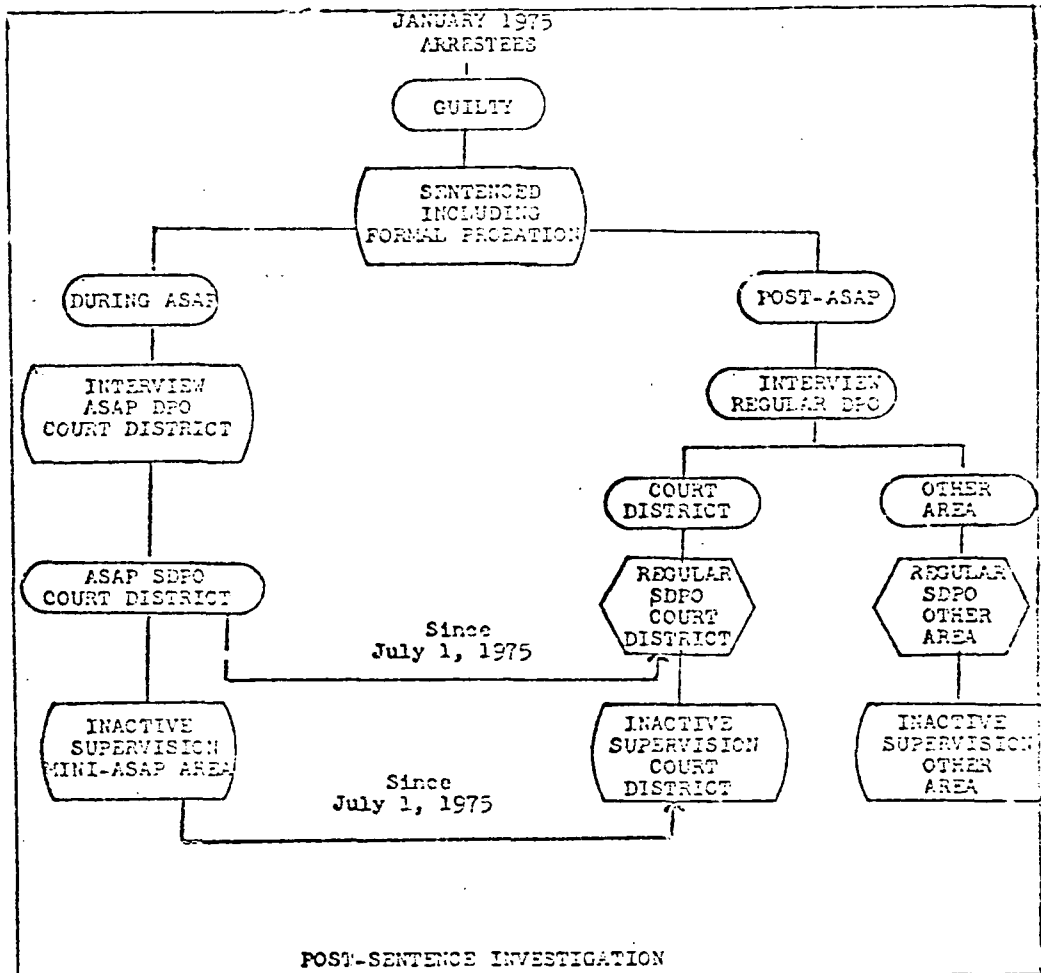 JANUARY 1975
ARRESTEES
GUILTY
SENTENCED
INCLUDING
FORMAL PROBATION
DURING ASAP
POST-ASAP
INTERVIEW
ASAP DPO
COURT DISTRICT
INTERVIEW
REGULAR DPO
COURT
DISTRICT
OTHER
AREA
ASAP SDPO
COURT DISTRICT
REGULAR
SDPO
COURT
DISTRICT
REGULAR
SDPO
OTHER
AREA
Since
July 1, 1975
INACTIVE
SUPERVISION
MINI-ASAP AREA
INACTIVE
SUPERVISION
COURT
DISTRICT
INACTIVE
SUPERVISION
OTHER
AREA
Since
July 1, 1975
POST-SENTENCE INVESTIGATION